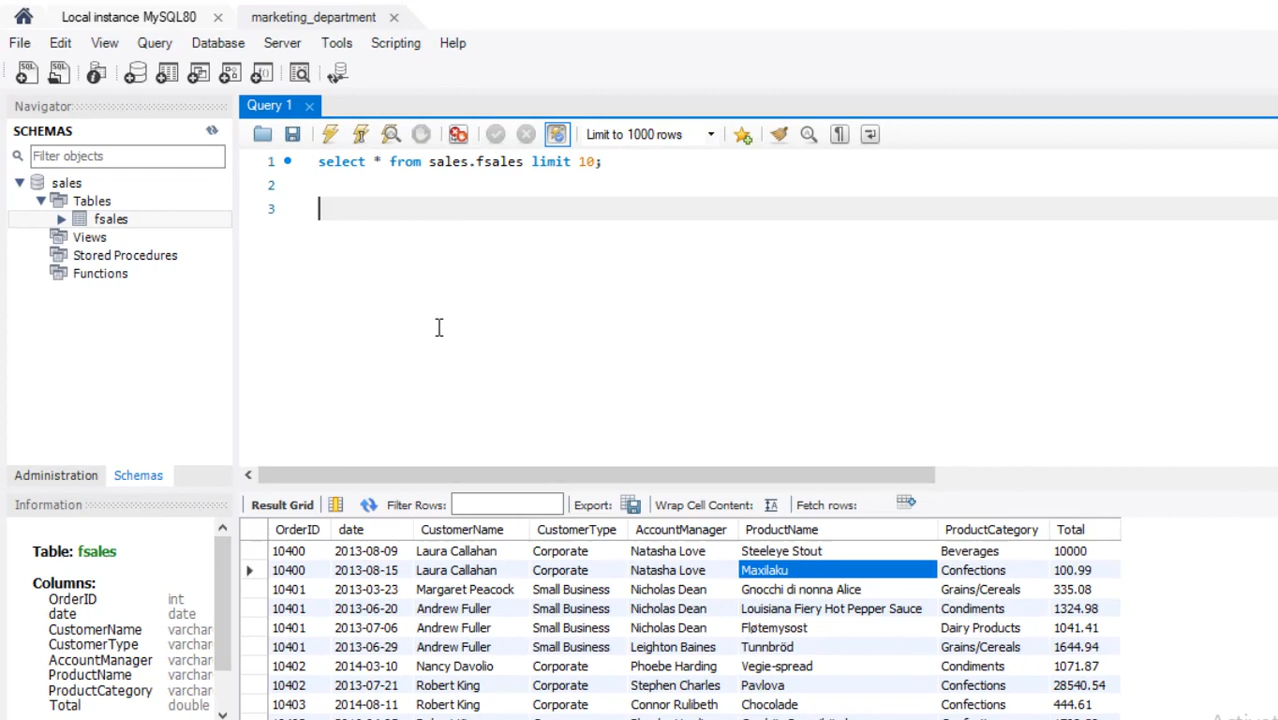 Local instance MySQL80 marketing_department
File Edit View Query Database Server Tools Scripting Help
Navigator
SCHEMAS
Filter objects
sales
Tables
fsales
Views
Stored Procedures
Functions
Administration Schemas
Information
Table: fsales
Columns:
OrderID int
date date
CustomerName varchar
CustomerType varchar
AccountManager varchar
ProductName varchar
ProductCategory varchar
Total double
Query 1
Limit to 1000 rows
1 select * from sales.fsales limit 10;
2
3
Result Grid Filter Rows: Export: Wrap Cell Content: Fetch rows:
OrderID date CustomerName CustomerType AccountManager ProductName ProductCategory Total
10400 2013-08-09 Laura Callahan Corporate Natasha Love Steeleye Stout Beverages 10000
10400 2013-08-15 Laura Callahan Corporate Natasha Love Maxilaku Confections 100.99
10401 2013-03-23 Margaret Peacock Small Business Nicholas Dean Gnocchi di nonna Alice Grains/Cereals 335.08
10401 2013-06-20 Andrew Fuller Small Business Nicholas Dean Louisiana Fiery Hot Pepper Sauce Condiments 1324.98
10401 2013-07-06 Andrew Fuller Small Business Nicholas Dean Fløtemysost Dairy Products 1041.41
10401 2013-06-29 Andrew Fuller Small Business Leighton Baines Tunnbröd Grains/Cereals 1644.94
10402 2014-03-10 Nancy Davolio Corporate Phoebe Harding Vegie-spread Condiments 1071.87
10402 2013-07-21 Robert King Corporate Stephen Charles Pavlova Confections 28540.54
10403 2014-08-11 Robert King Corporate Connor Rulibeth Chocolade Confections 444.61